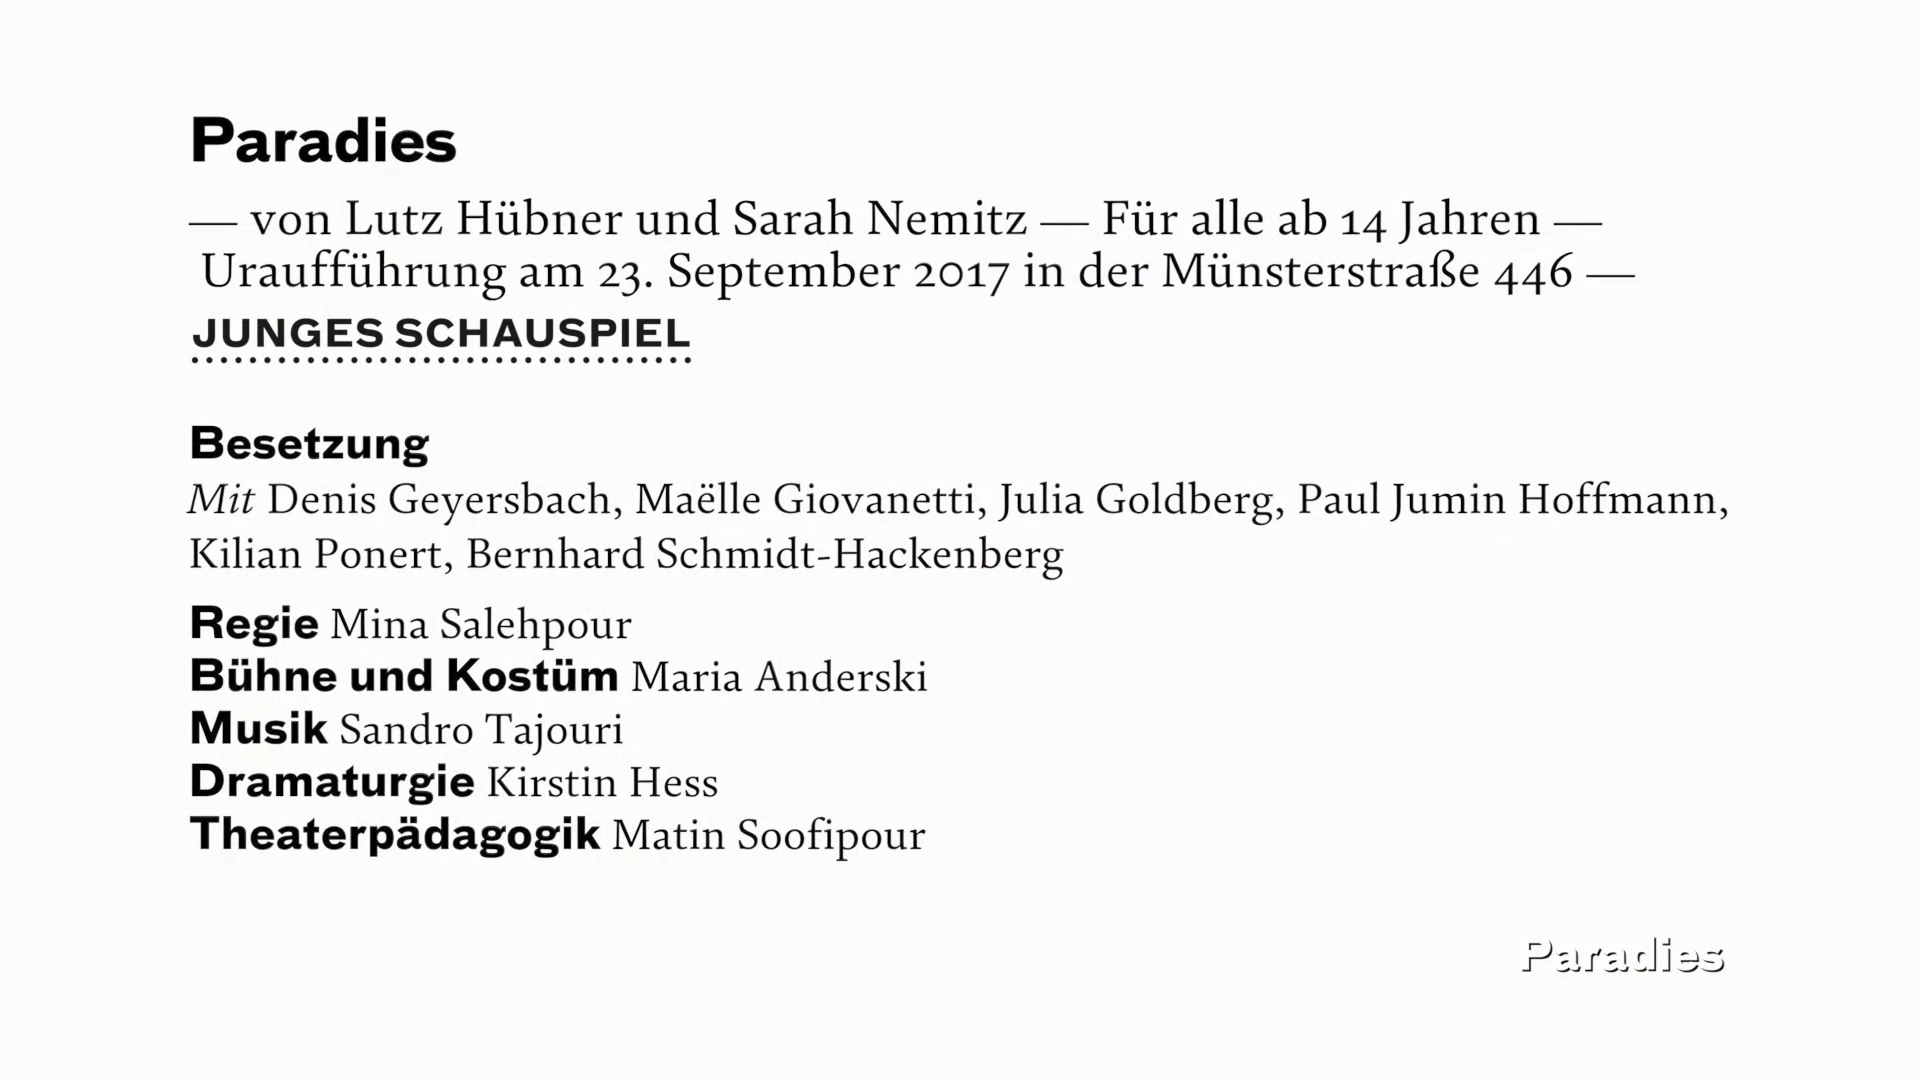 Paradies
— von Lutz Hübner und Sarah Nemitz — Für alle ab 14 Jahren —
Uraufführung am 23. September 2017 in der Münsterstraße 446 —
JUNGES SCHAUSPIEL
Besetzung
Mit Denis Geyersbach, Maëlle Giovanetti, Julia Goldberg, Paul Jumin Hoffmann,
Kilian Ponert, Bernhard Schmidt-Hackenberg
Regie Mina Salehpour
Bühne und Kostüm Maria Anderski
Musik Sandro Tajouri
Dramaturgie Kirstin Hess
Theaterpädagogik Matin Soofipour
Paradies